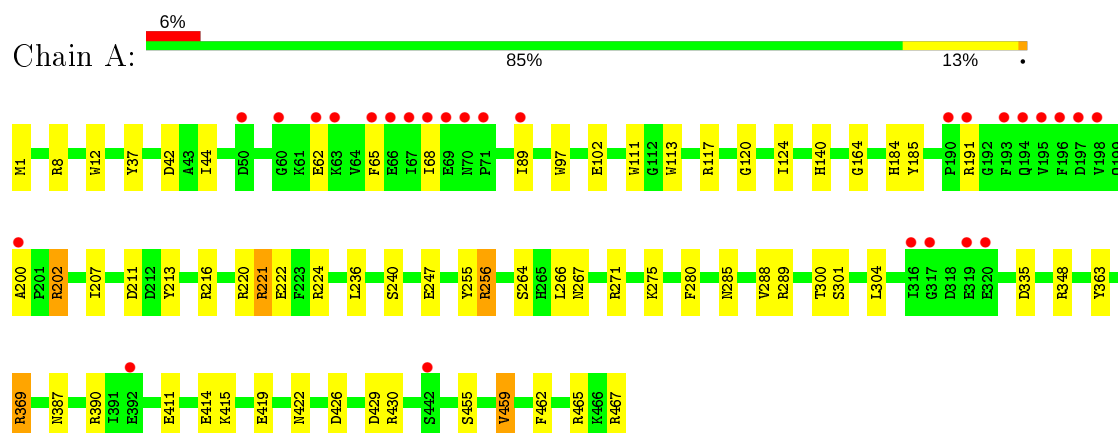 6%
Chain A:
85% 13% •
M1 R8 W12 Y37 D42 A43 I44 D50 G60 K61 E62 K63 V64 F65 E66 I67 I68 E69 N70 P71 I89 W97 E102 W111 G112 W113 R117 G120 I124 H140 G164 H184 Y185 P190 R191 G192 F193 Q194 V195 F196 D197 V198 Q199
A200 P201 R202 I207 D211 D212 Y213 R216 R220 R221 E222 F223 R224 L236 S240 E247 Y255 R256 S264 H265 L266 N267 R271 K275 F280 N285 V288 R289 T300 S301 L304 I316 G317 D318 E319 E320 D335 R348 Y363
R369 N387 R390 I391 E392 E411 E414 K415 E419 N422 D426 D429 R430 S442 S455 V459 F462 R465 K466 R467